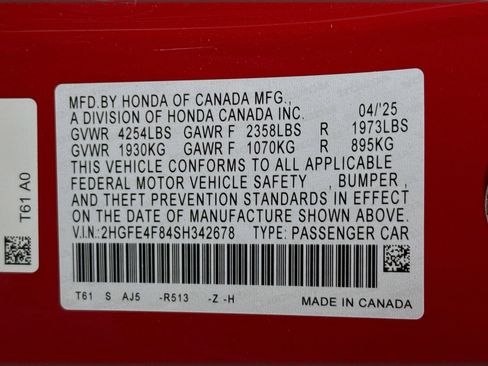 MFD.BY HONDA OF CANADA MFG.,
A DIVISION OF HONDA CANADA INC. 04/'25
GVWR 4254LBS GAWR F 2358LBS R 1973LBS
GVWR 1930KG GAWR F 1070KG R 895KG
THIS VEHICLE CONFORMS TO ALL APPLICABLE
FEDERAL MOTOR VEHICLE SAFETY , BUMPER,
AND THEFT PREVENTION STANDARDS IN EFFECT
ON THE DATE OF MANUFACTURE SHOWN ABOVE.
V.I.N.:2HGFE4F84SH342678 TYPE: PASSENGER CAR
T61 S AJ5 -R513 -Z -H
MADE IN CANADA
T61 A0